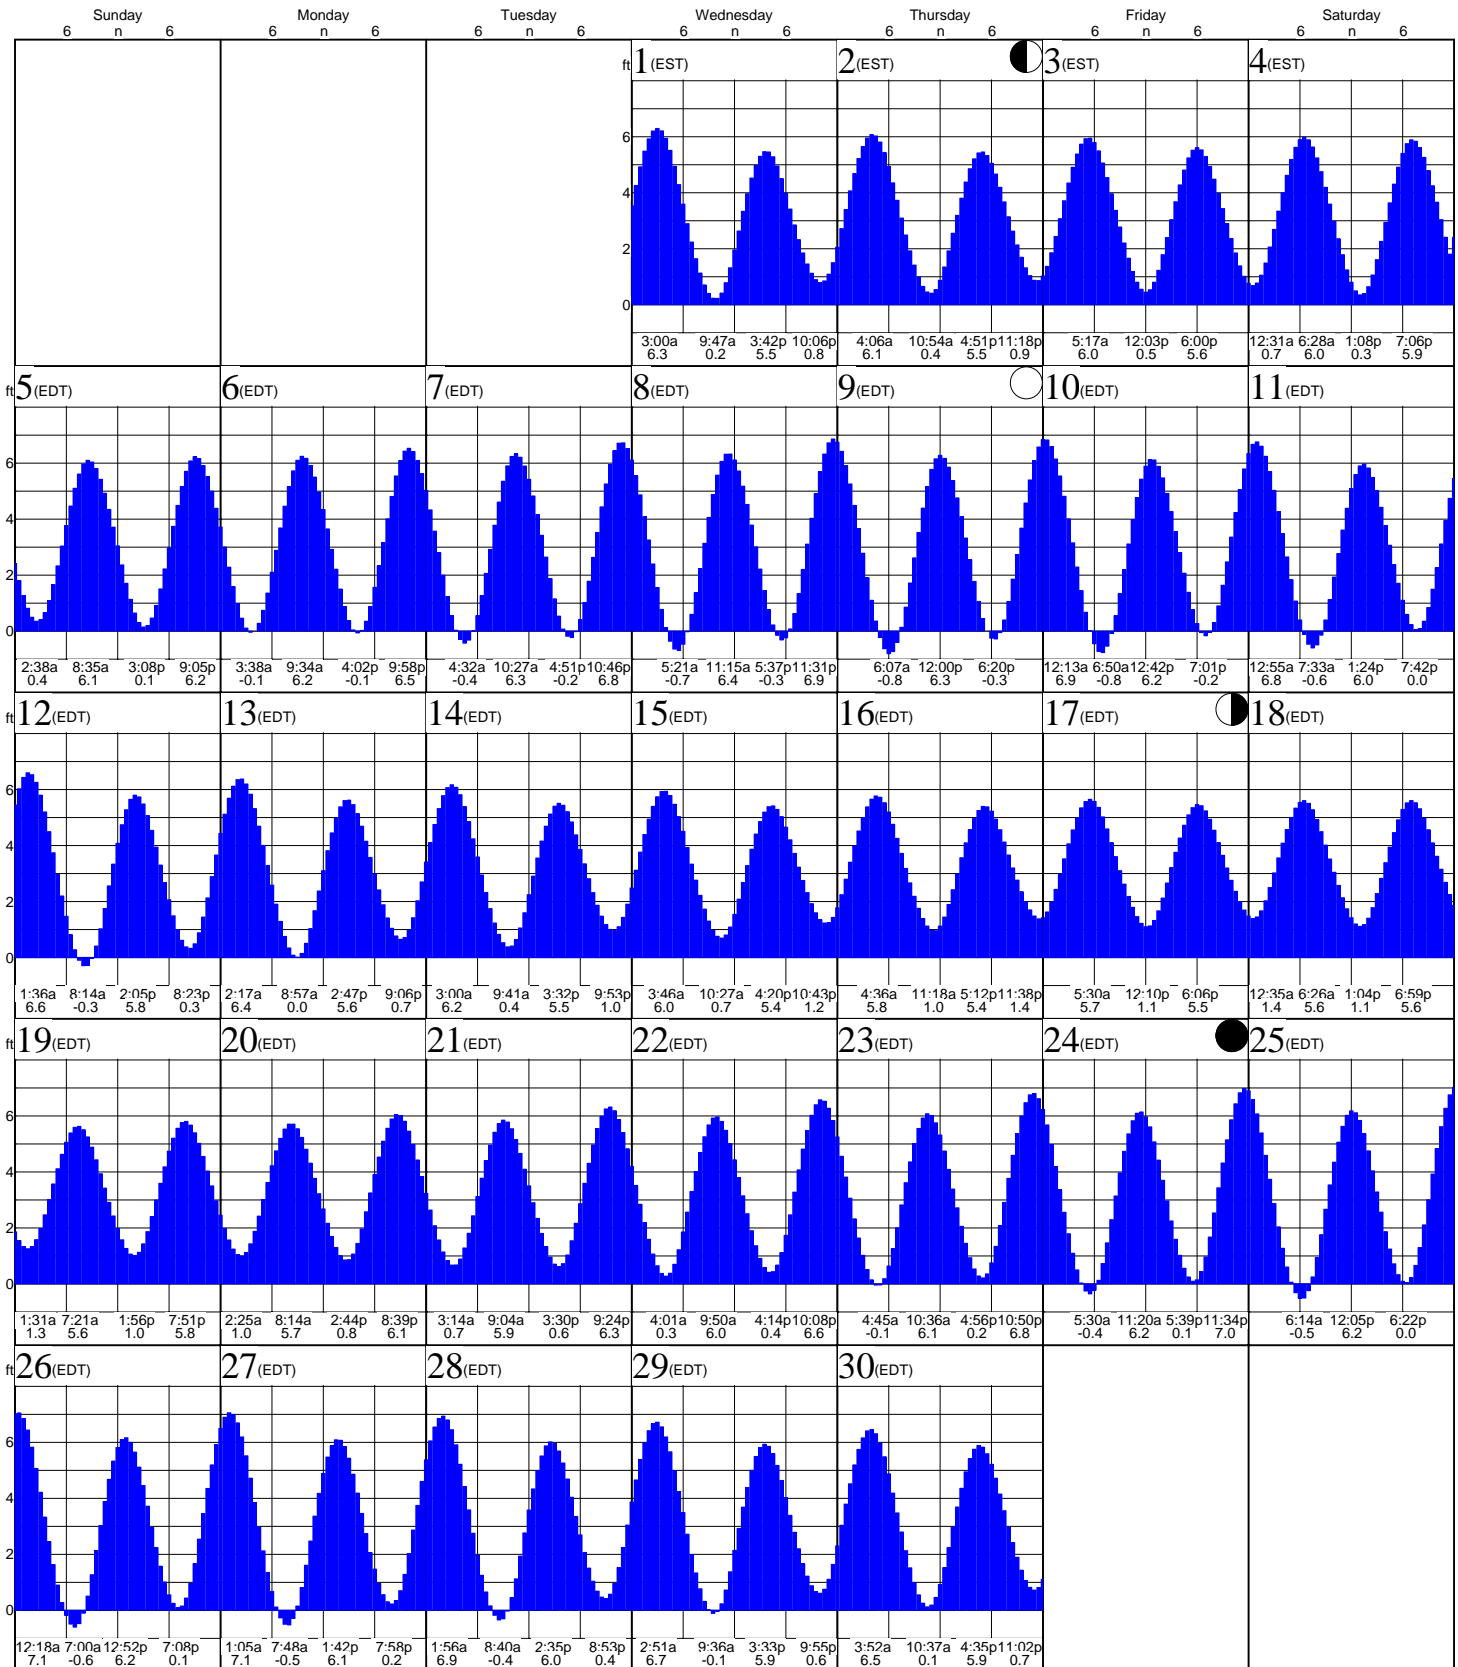 Sunday Monday Tuesday Wednesday Thursday Friday Saturday
6 n 6 6 n 6 6 n 6 6 n 6 6 n 6 6 n 6 6 n 6
ft 1(EST) 2(EST) 3(EST) 4(EST)
6
4
2
0
3:00a 9:47a 3:42p 10:06p 4:06a 10:54a 4:51p 11:18p 5:17a 12:03p 6:00p 12:31a 6:28a 1:08p 7:06p
6.3 0.2 5.5 0.8 6.1 0.4 5.5 0.9 6.0 0.5 5.6 0.7 6.0 0.3 5.9
ft 5(EDT) 6(EDT) 7(EDT) 8(EDT) 9(EDT) 10(EDT) 11(EDT)
6
4
2
0
2:38a 8:35a 3:08p 9:05p 3:38a 9:34a 4:02p 9:58p 4:32a 10:27a 4:51p 10:46p 5:21a 11:15a 5:37p 11:31p 6:07a 12:00p 6:20p 12:13a 6:50a 12:42p 7:01p 12:55a 7:33a 1:24p 7:42p
0.4 6.1 0.1 6.2 -0.1 6.2 -0.1 6.5 -0.4 6.3 -0.2 6.8 -0.7 6.4 -0.3 6.9 -0.8 6.3 -0.3 6.9 -0.8 6.2 -0.2 6.8 -0.6 6.0 0.0
ft 12(EDT) 13(EDT) 14(EDT) 15(EDT) 16(EDT) 17(EDT) 18(EDT)
6
4
2
0
1:36a 8:14a 2:05p 8:23p 2:17a 8:57a 2:47p 9:06p 3:00a 9:41a 3:32p 9:53p 3:46a 10:27a 4:20p 10:43p 4:36a 11:18a 5:12p 11:38p 5:30a 12:10p 6:06p 12:35a 6:26a 1:04p 6:59p
6.6 -0.3 5.8 0.3 6.4 0.0 5.6 0.7 6.2 0.4 5.5 1.0 6.0 0.7 5.4 1.2 5.8 1.0 5.4 1.4 5.7 1.1 5.5 1.4 5.6 1.1 5.6
ft 19(EDT) 20(EDT) 21(EDT) 22(EDT) 23(EDT) 24(EDT) 25(EDT)
6
4
2
0
1:31a 7:21a 1:56p 7:51p 2:25a 8:14a 2:44p 8:39p 3:14a 9:04a 3:30p 9:24p 4:01a 9:50a 4:14p 10:08p 4:45a 10:36a 4:56p 10:50p 5:30a 11:20a 5:39p 11:34p 6:14a 12:05p 6:22p
1.3 5.6 1.0 5.8 1.0 5.7 0.8 6.1 0.7 5.9 0.6 6.3 0.3 6.0 0.4 6.6 -0.1 6.1 0.2 6.8 -0.4 6.2 0.1 7.0 -0.5 6.2 0.0
ft 26(EDT) 27(EDT) 28(EDT) 29(EDT) 30(EDT)
6
4
2
0
12:18a 7:00a 12:52p 7:08p 1:05a 7:48a 1:42p 7:58p 1:56a 8:40a 2:35p 8:53p 2:51a 9:36a 3:33p 9:55p 3:52a 10:37a 4:35p 11:02p
7.1 -0.6 6.2 0.1 7.1 -0.5 6.1 0.2 6.9 -0.4 6.0 0.4 6.7 -0.1 5.9 0.6 6.5 0.1 5.9 0.7